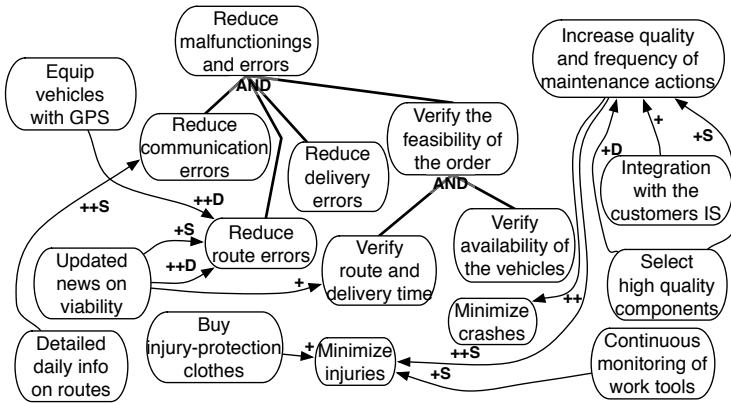 Reduce
malfunctionings
and errors
Increase quality
and frequency of
maintenance actions
Equip
vehicles
with GPS
AND
Reduce
communication
errors
Verify the
feasibility of
the order
+
+S
+D
Reduce
delivery
errors
Integration
with the
customers IS
++S
++D
AND
+S
Reduce
route errors
Verify
availability of
the vehicles
Updated
news on
viability
++D
Verify
route and
delivery time
Select
high quality
components
+
++
Minimize
crashes
Detailed
daily info
on routes
Buy
injury-protection
clothes
+
Minimize
injuries
++S
+S
Continuous
monitoring of
work tools